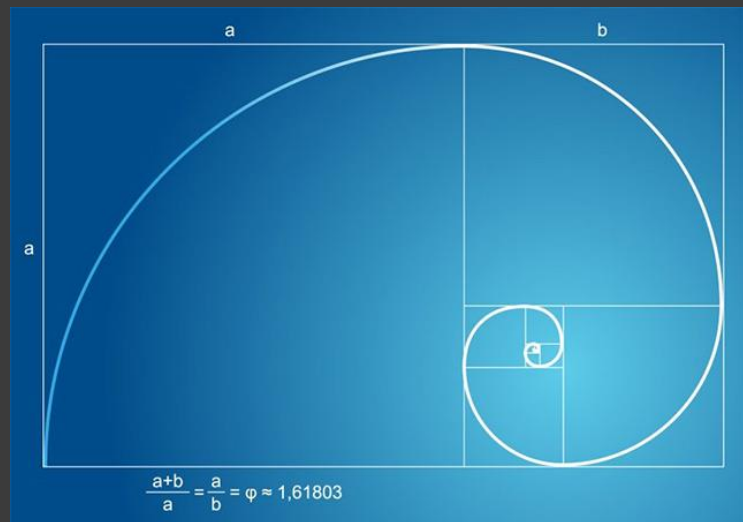 a b
a
a+b/a = a/b = φ ≈ 1,61803